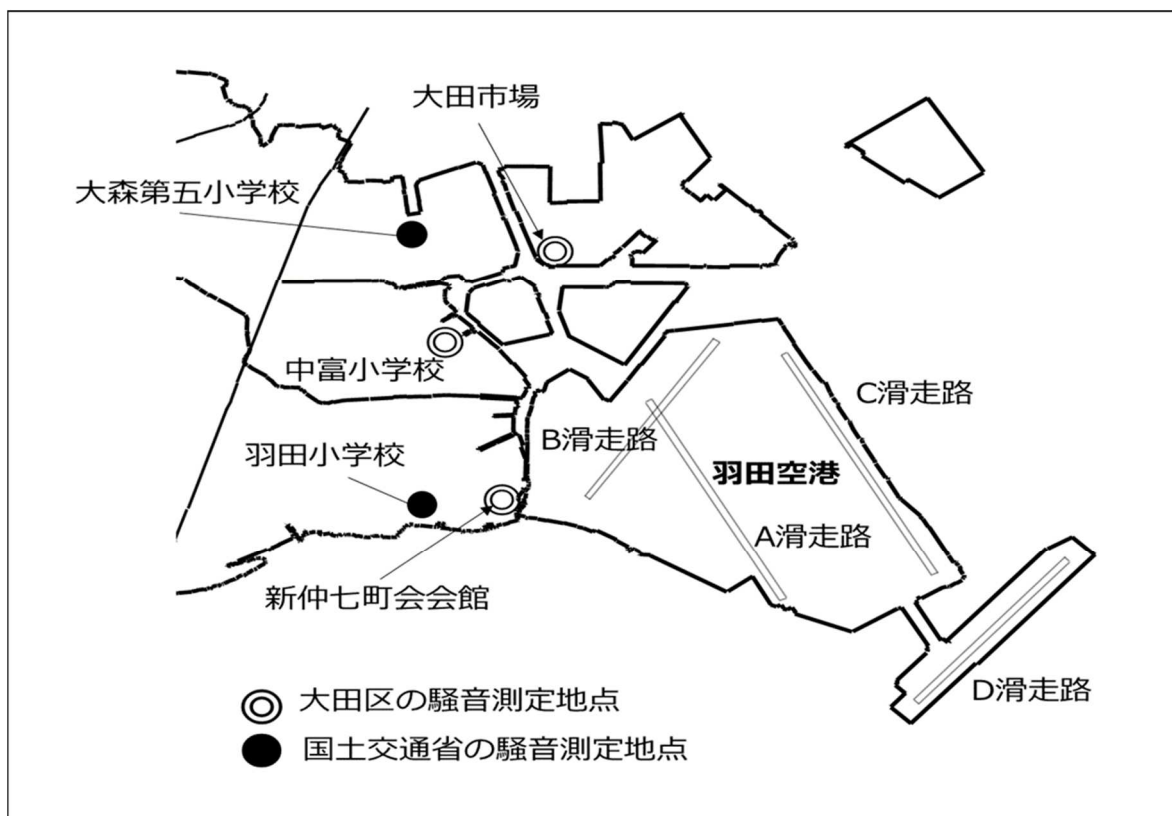 大田市場
大森第五小学校
中富小学校
C滑走路
B滑走路
羽田小学校
羽田空港
A滑走路
新仲七町会会館
D滑走路
大田区の騒音測定地点
国土交通省の騒音測定地点